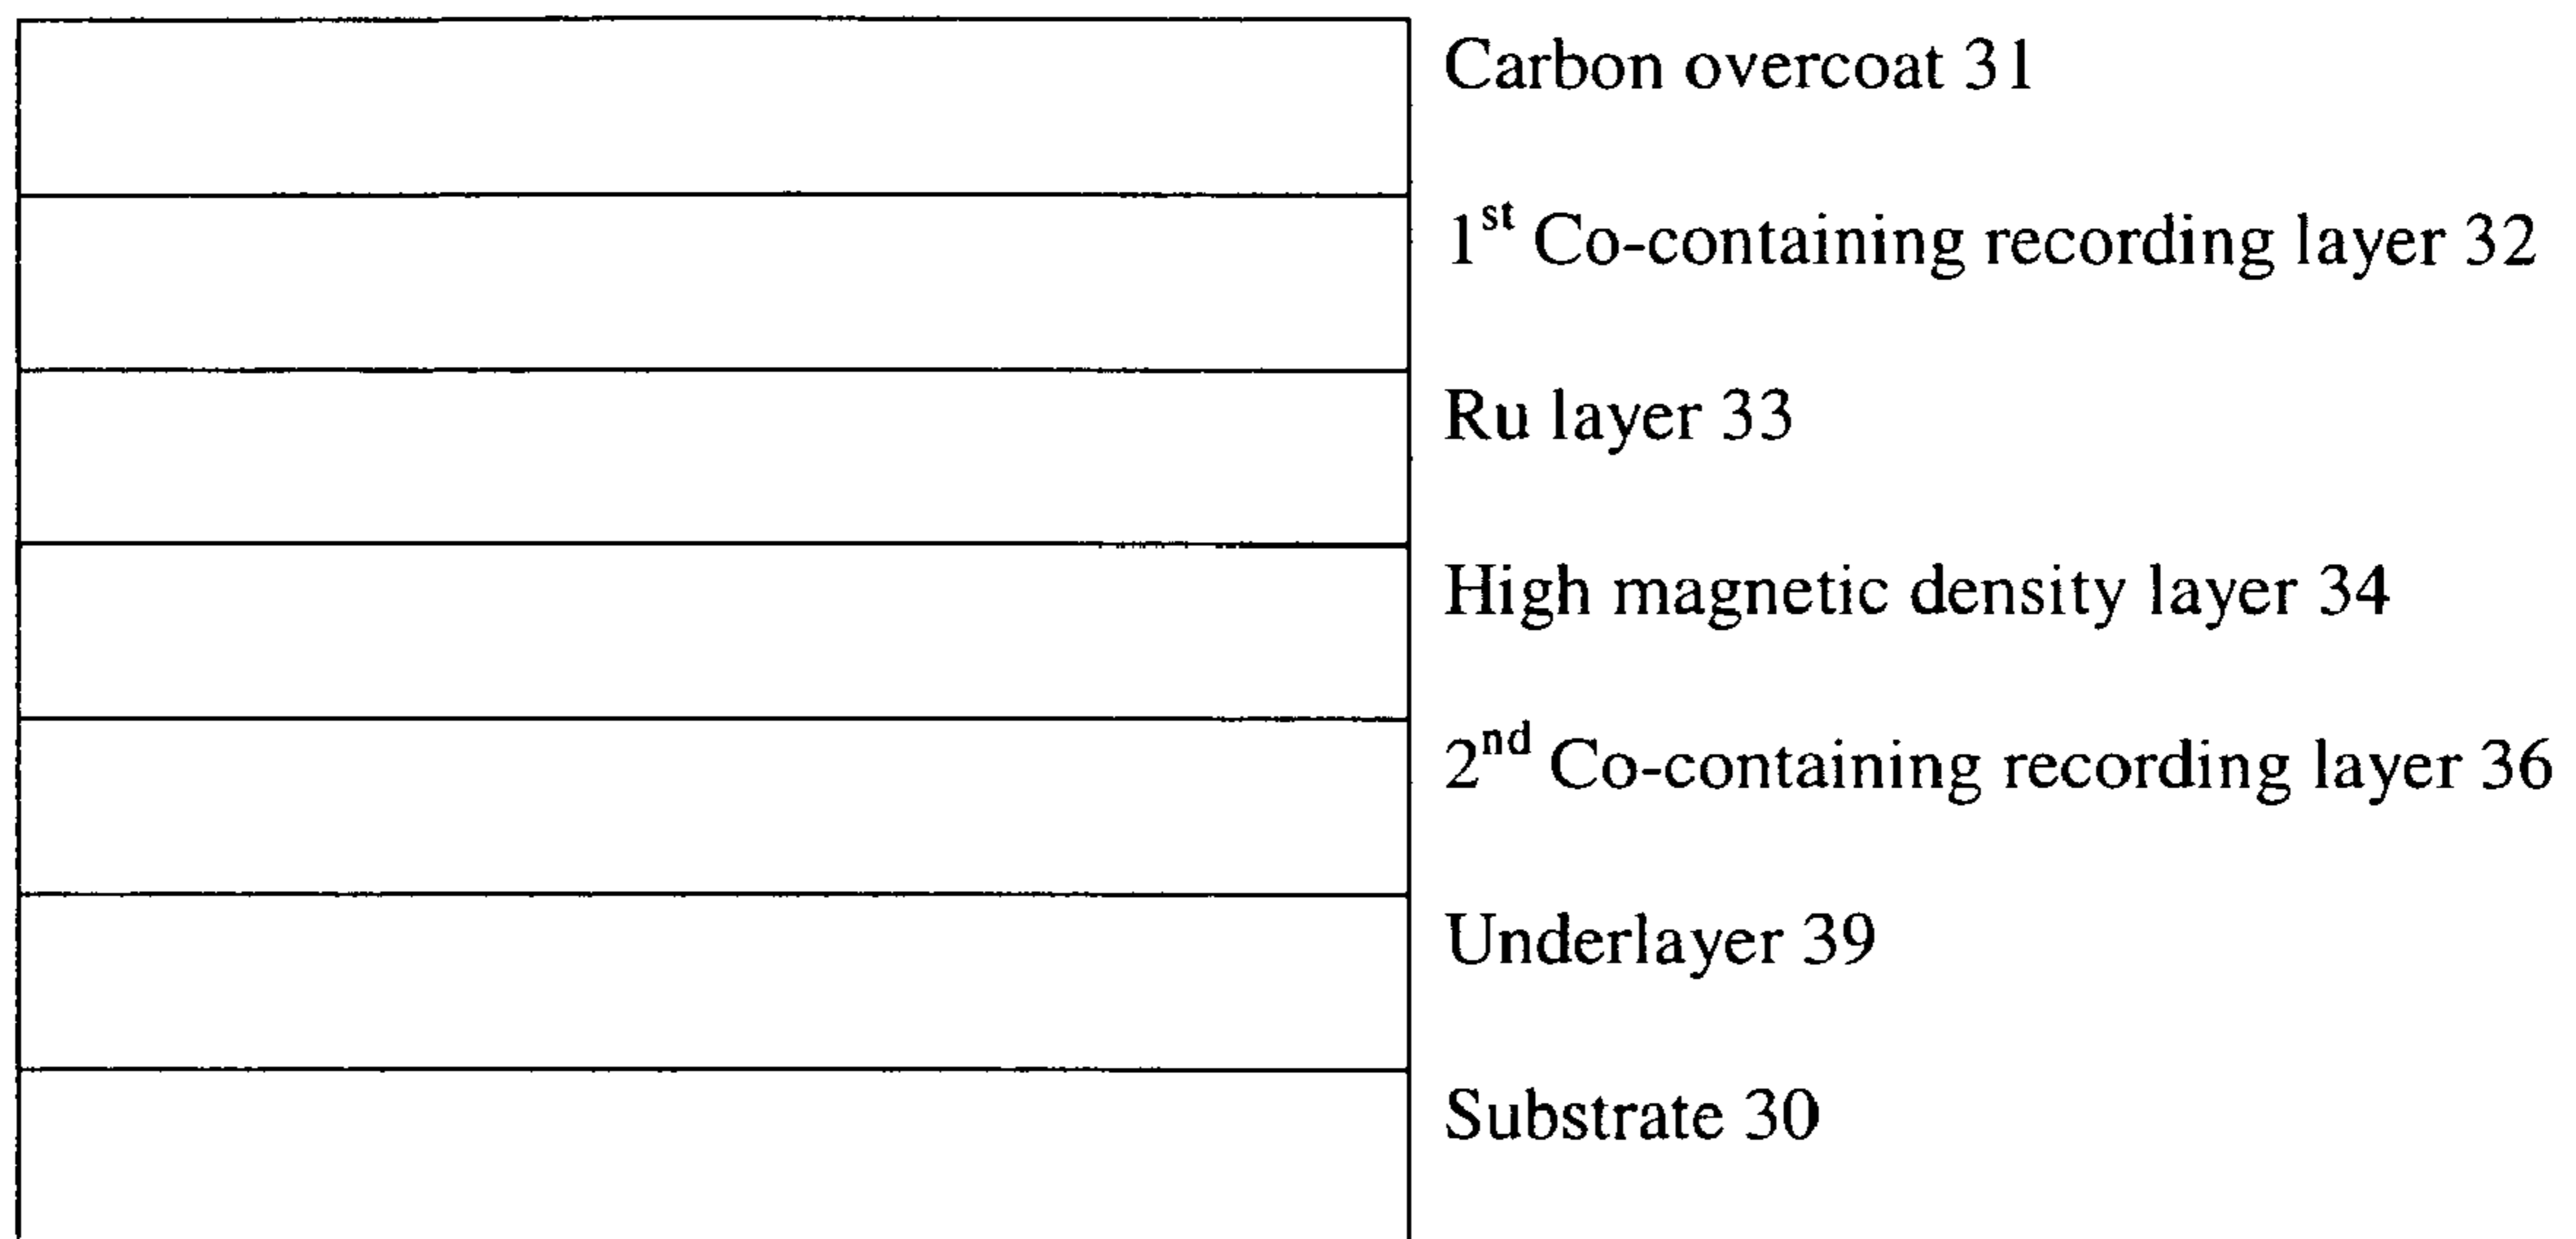 Carbon overcoat 31
1st Co-containing recording layer 32
Ru layer 33
High magnetic density layer 34
2nd Co-containing recording layer 36
Underlayer 39
Substrate 30